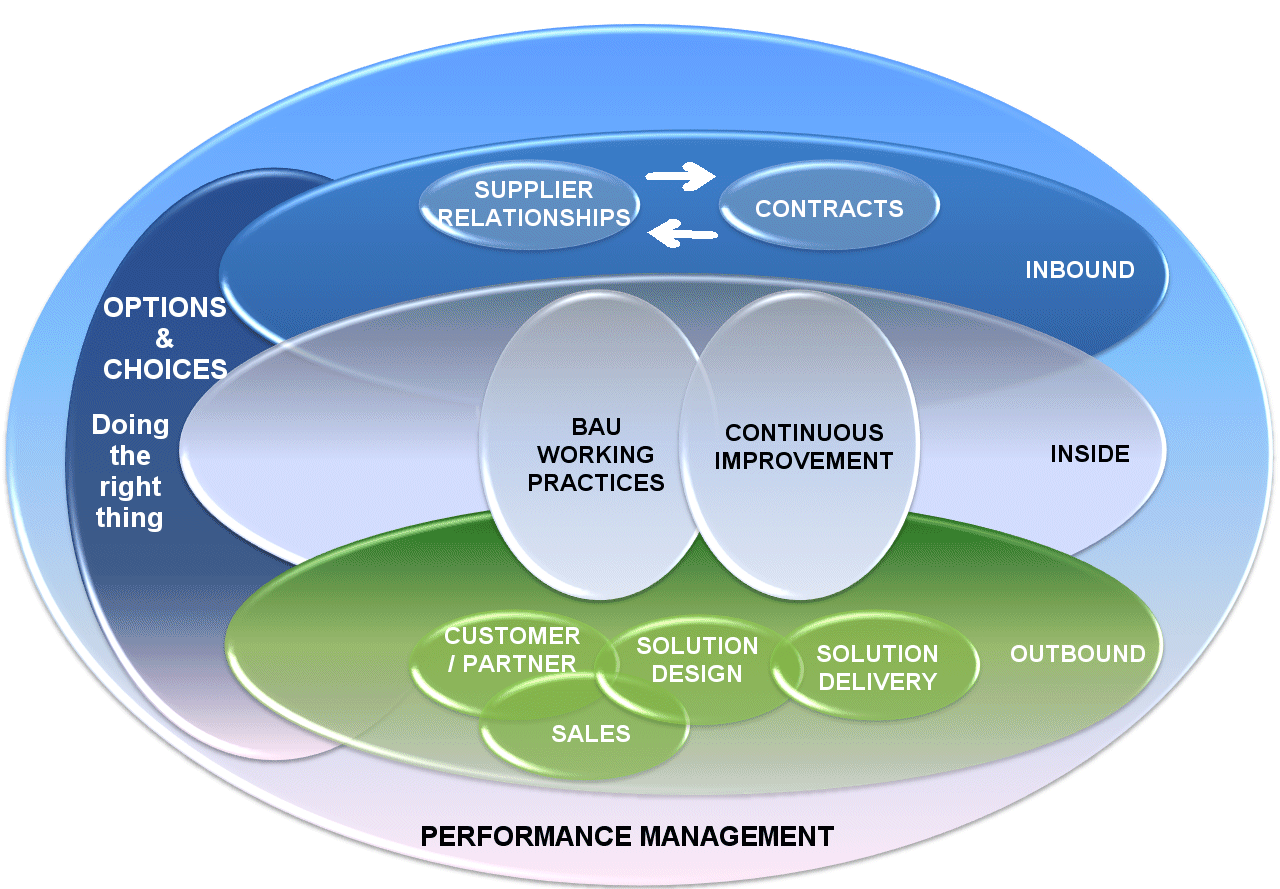 SUPPLIER
RELATIONSHIPS
CONTRACTS
INBOUND
OPTIONS
&
CHOICES
Doing
the
right
thing
BAU
WORKING
PRACTICES
CONTINUOUS
IMPROVEMENT
INSIDE
CUSTOMER
/ PARTNER
SOLUTION
DESIGN
SOLUTION
DELIVERY
OUTBOUND
SALES
PERFORMANCE MANAGEMENT